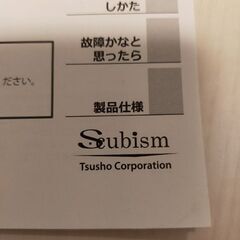 しかた
故障かなと
思ったら
ださい。
製品仕様
Scubism
Tsusho Corporation